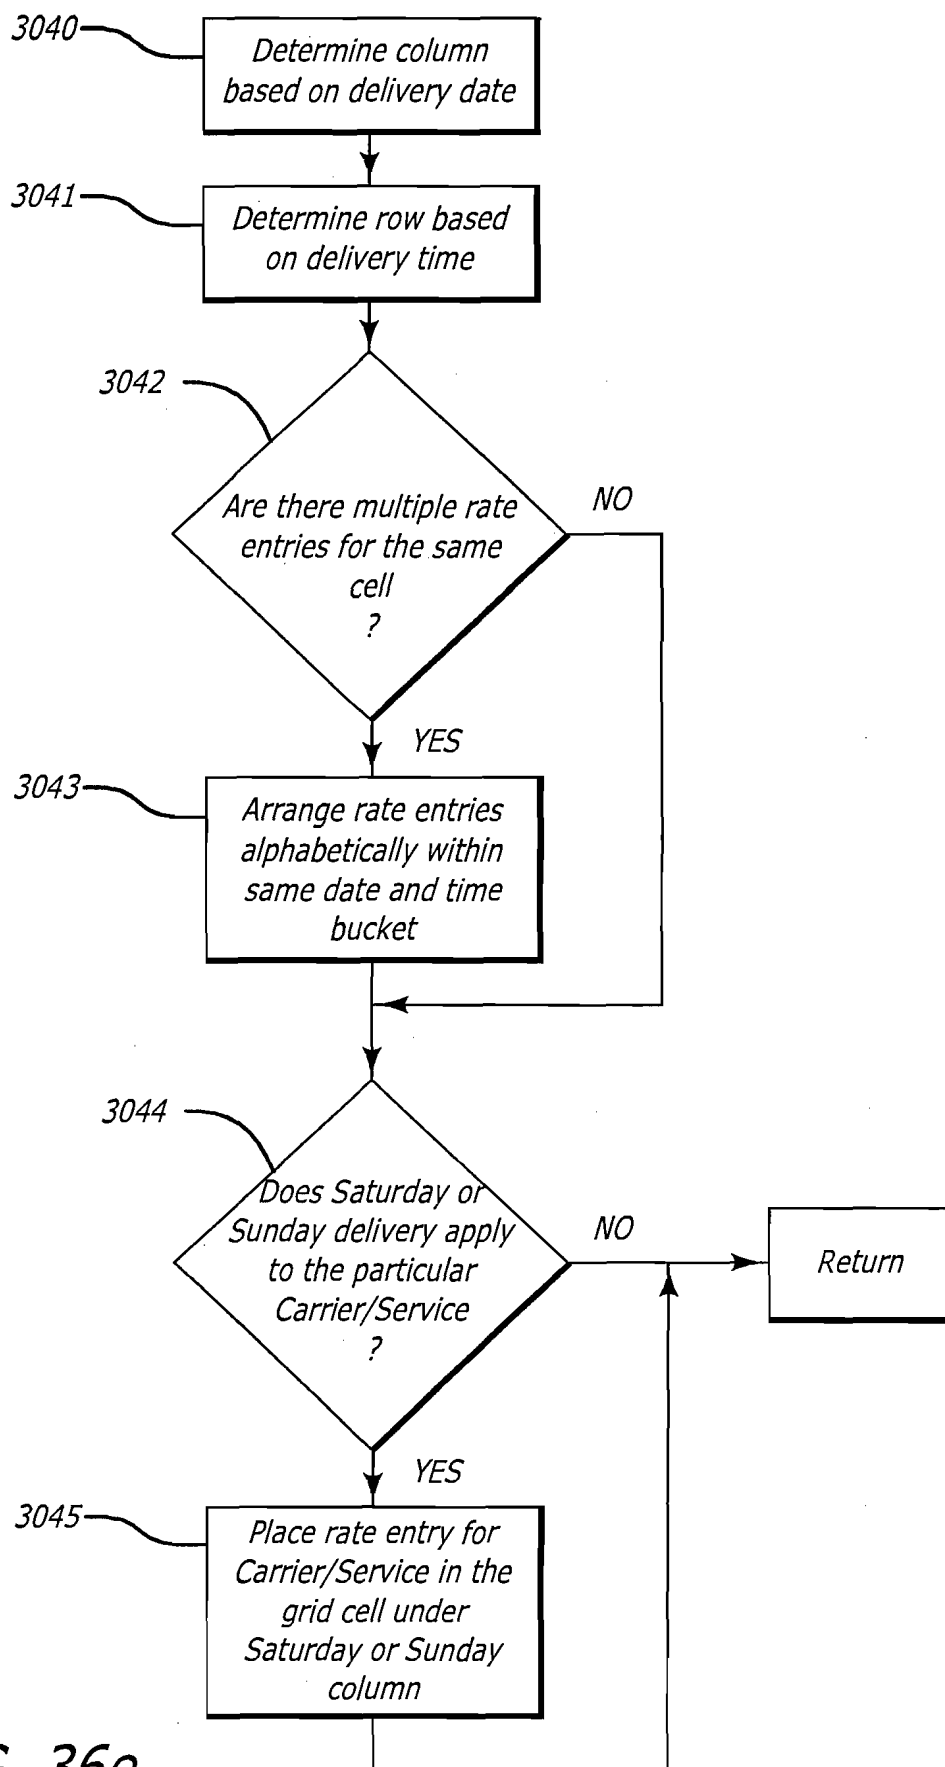 3040
Determine column
based on delivery date
3041
Determine row based
on delivery time
3042
Are there multiple rate
entries for the same
cell
?
NO
YES
3043
Arrange rate entries
alphabetically within
same date and time
bucket
3044
Does Saturday or
Sunday delivery apply
to the particular
Carrier/Service
?
NO
Return
YES
3045
Place rate entry for
Carrier/Service in the
grid cell under
Saturday or Sunday
column